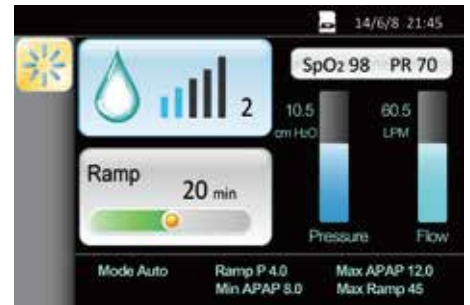 14/6/8 21:45
SpO2 98 PR 70
2
10.5
cm H2O
60.5
LPM
Ramp
20 min
Pressure
Flow
Mode Auto
Ramp P 4.0
Min APAP 8.0
Max APAP 12.0
Max Ramp 45